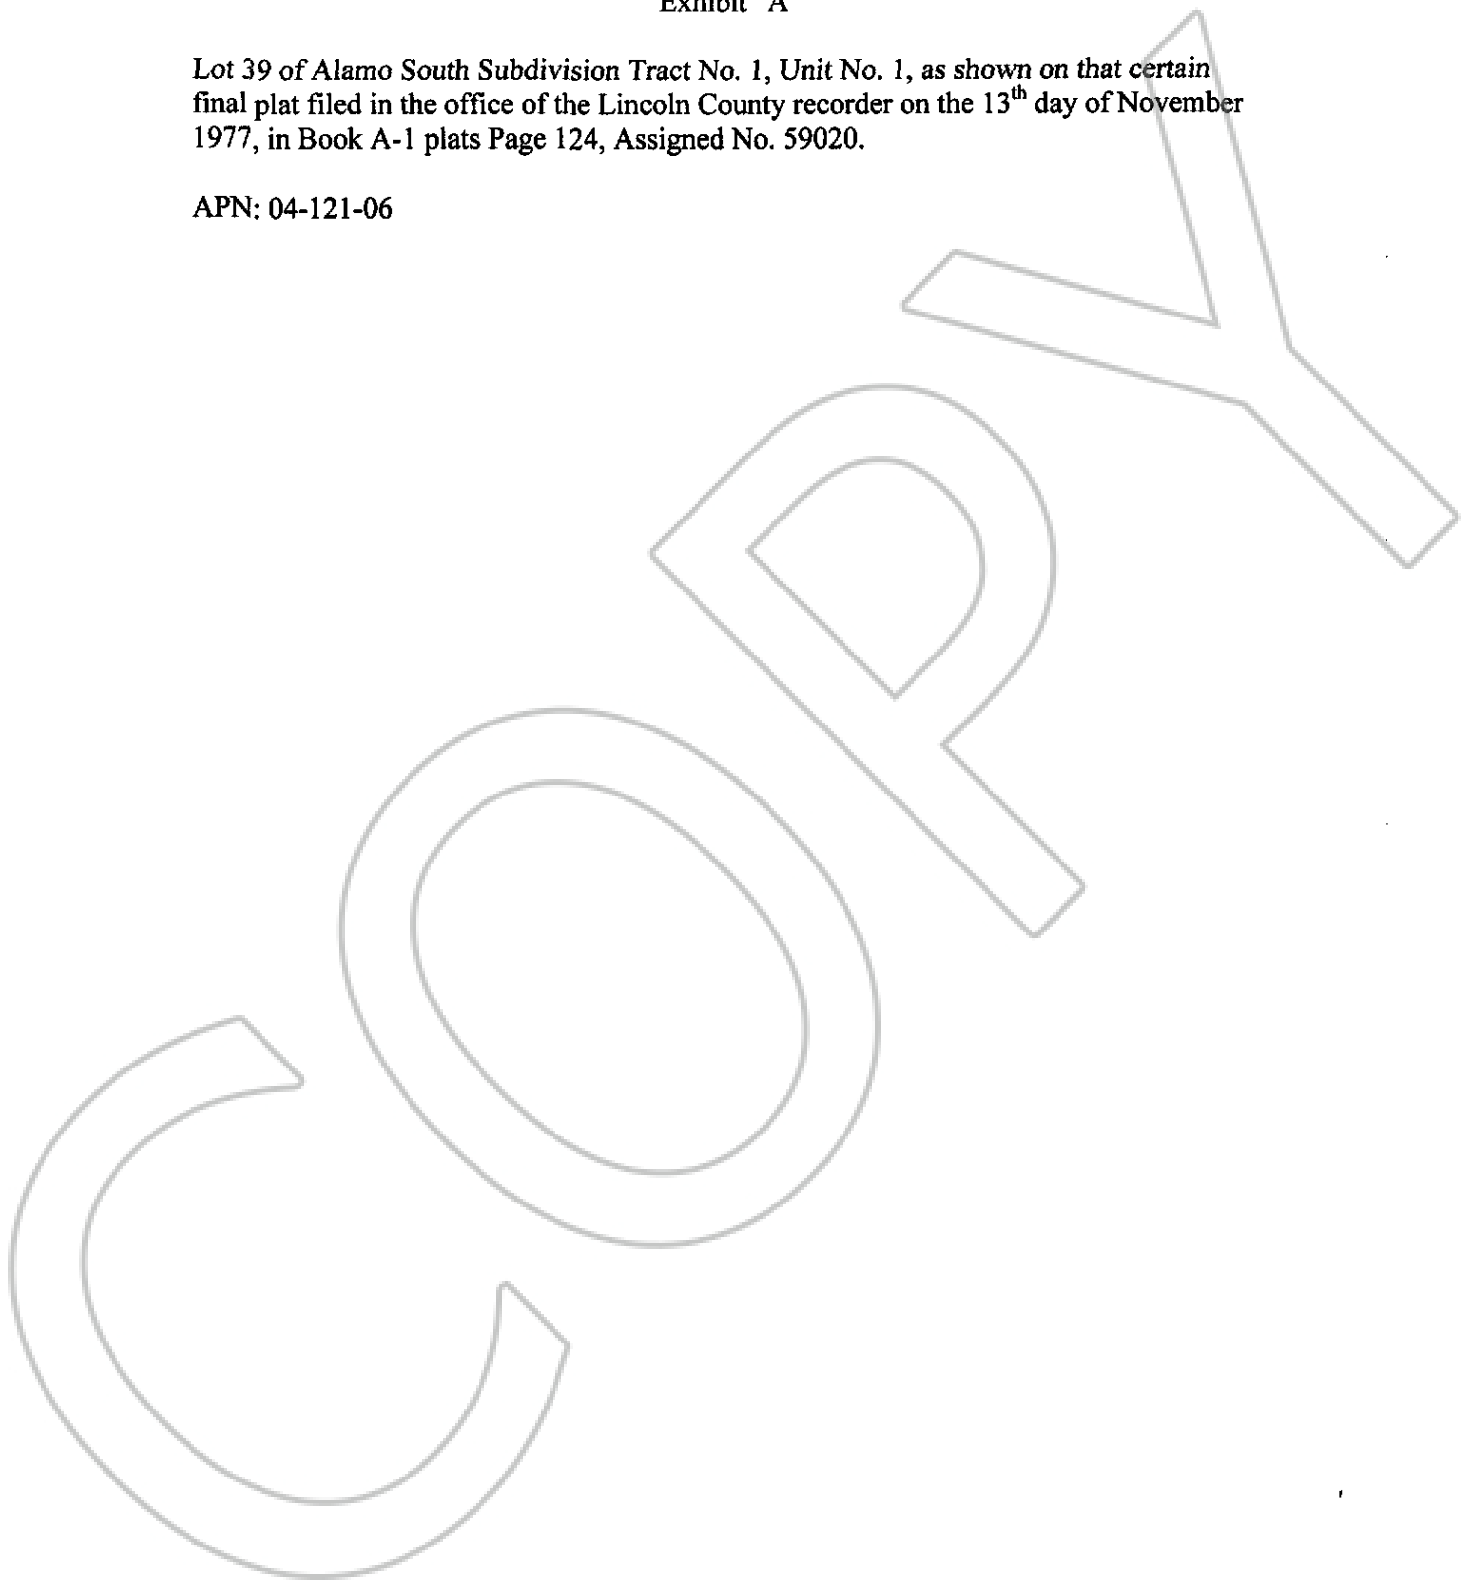 Exhibit "A"
Lot 39 of Alamo South Subdivision Tract No. 1, Unit No. 1, as shown on that certain
final plat filed in the office of the Lincoln County recorder on the 13th day of November
1977, in Book A-1 plats Page 124, Assigned No. 59020.
APN: 04-121-06
COPY